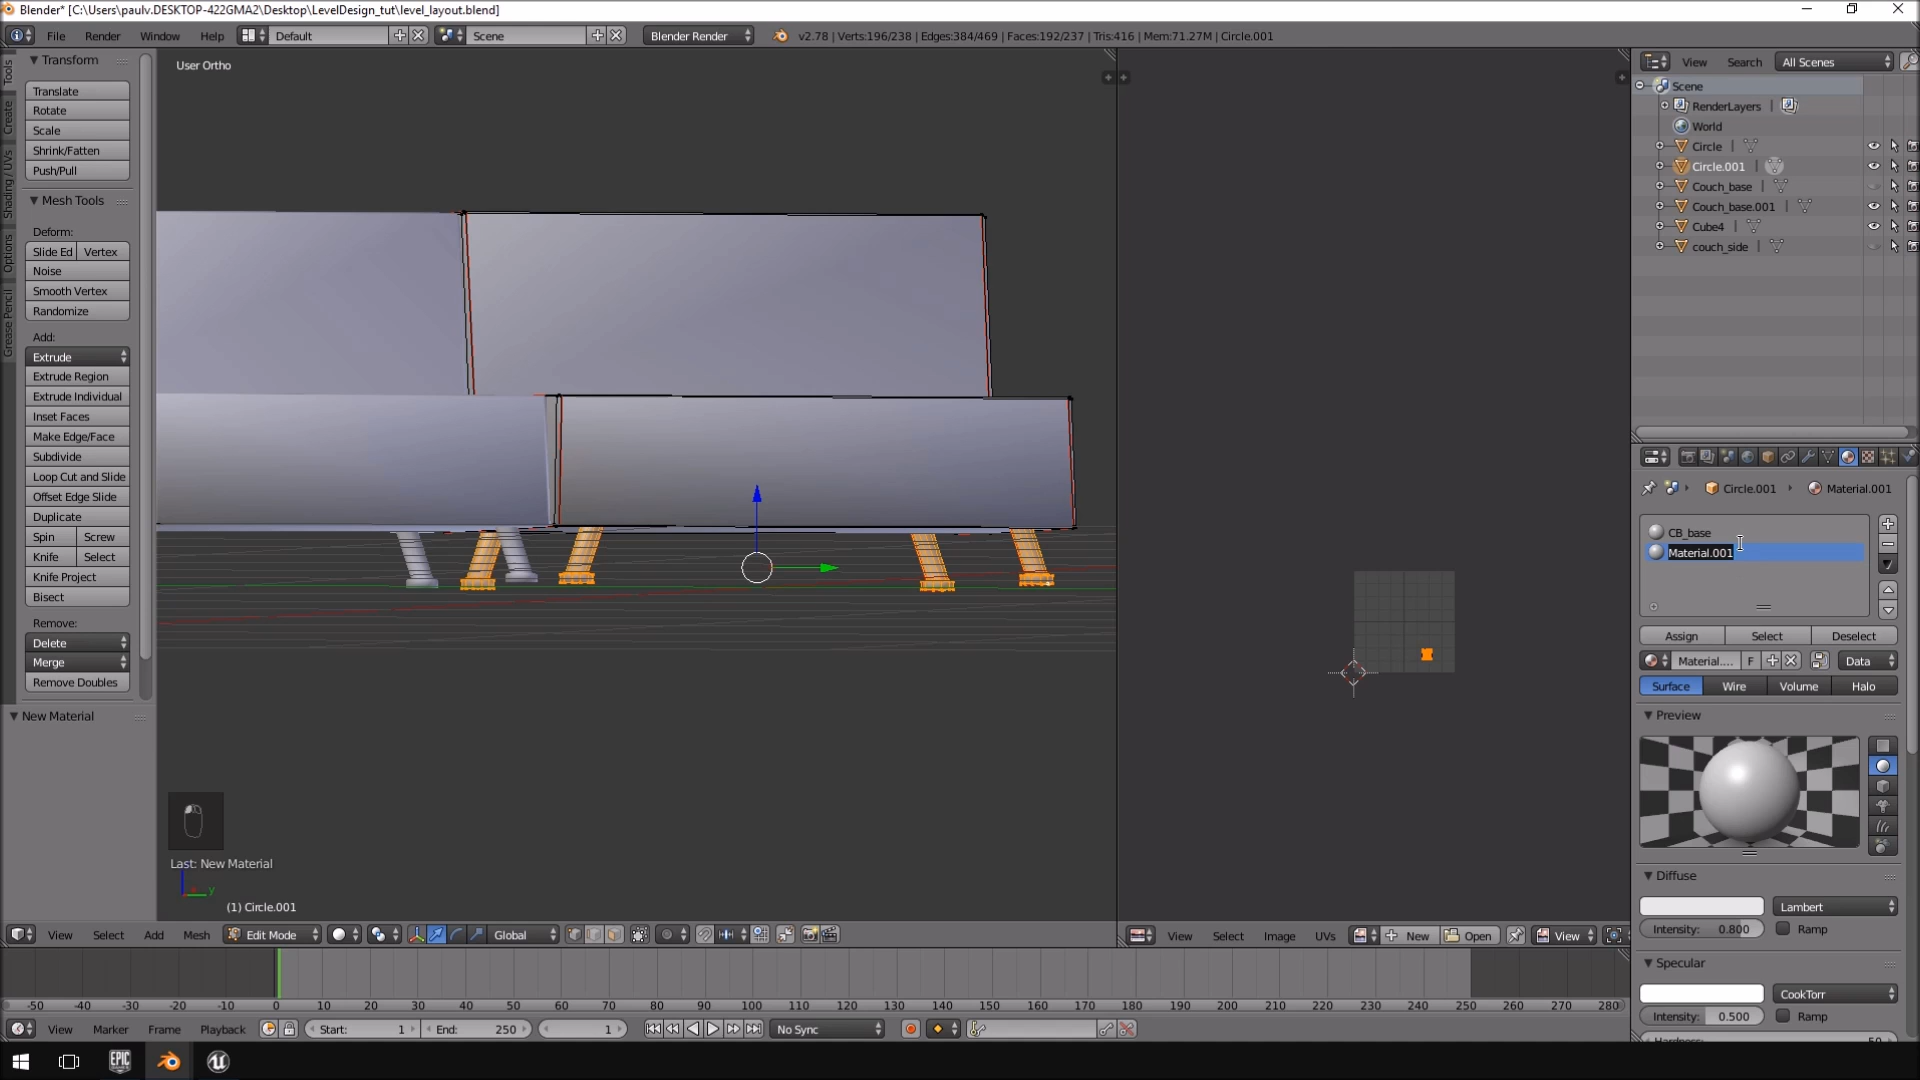 Blender* [C:\Users\paulv.DESKTOP-422GMA2\Desktop\LevelDesign_tut\level_layout.blend]
File Render Window Help Default Scene Blender Render v2.78 | Verts:196/238 | Edges:384/469 | Faces:192/237 | Tris:416 | Mem:71.27M | Circle.001
Tools
Create
Shading / UVs
Options
Grease Pencil
Transform
Translate
Rotate
Scale
Shrink/Fatten
Push/Pull
Mesh Tools
Deform:
Slide Ed Vertex
Noise
Smooth Vertex
Randomize
Add:
Extrude
Extrude Region
Extrude Individual
Inset Faces
Make Edge/Face
Subdivide
Loop Cut and Slide
Offset Edge Slide
Duplicate
Spin Screw
Knife Select
Knife Project
Bisect
Remove:
Delete
Merge
Remove Doubles
New Material
User Ortho
Last: New Material
y
(1) Circle.001
View Select Add Mesh Edit Mode Global
View Select Image UVs New Open View
View Search All Scenes
Scene
RenderLayers |
World
Circle |
Circle.001 |
Couch_base |
Couch_base.001 |
Cube4 |
couch_side |
Circle.001 Material.001
CB_base
Material.001
Assign Select Deselect
Material.... F Data
Surface Wire Volume Halo
Preview
Diffuse
Lambert
Intensity: 0.800 Ramp
Specular
CookTorr
Intensity: 0.500 Ramp
Hardness: 50
-50 -40 -30 -20 -10 0 10 20 30 40 50 60 70 80 90 100 110 120 130 140 150 160 170 180 190 200 210 220 230 240 250 260 270 280
View Marker Frame Playback Start: 1 End: 250 1 No Sync
EPIC